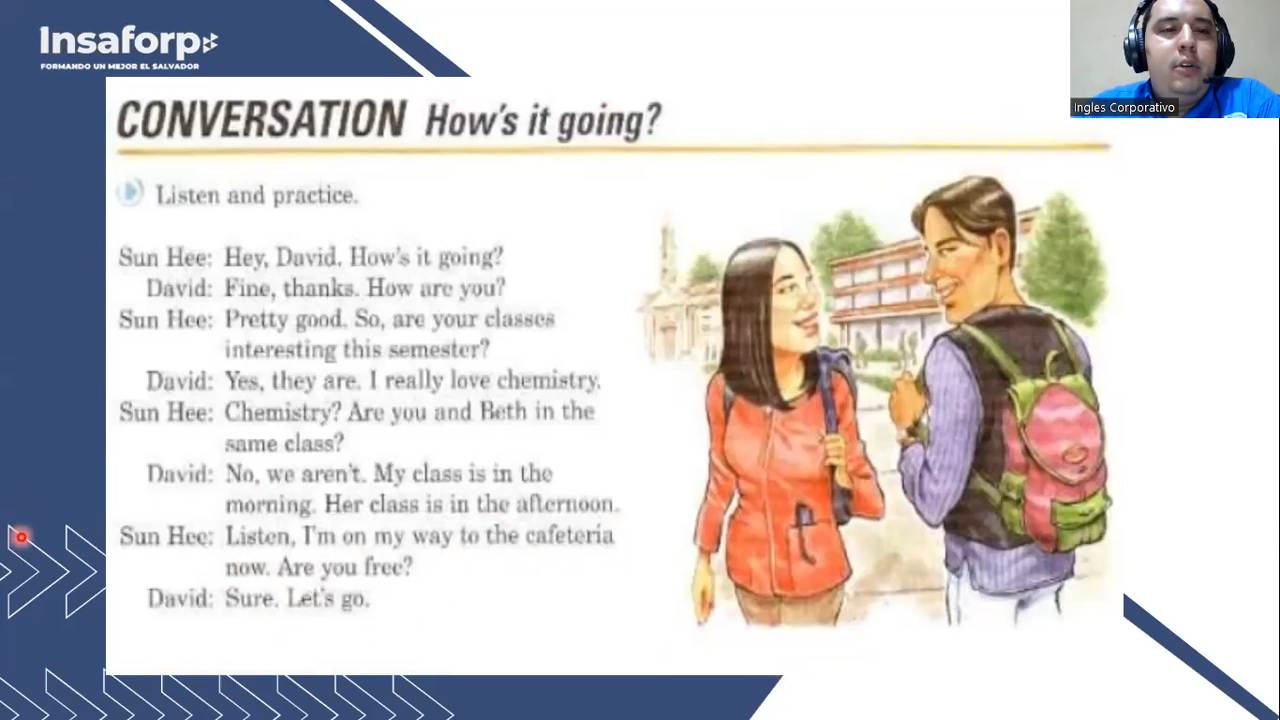 Insaforp
FORMANDO UN MEJOR EL SALVADOR
Ingles Corporativo
CONVERSATION How's it going?
Listen and practice.
Sun Hee: Hey, David. How's it going?
David: Fine, thanks. How are you?
Sun Hee: Pretty good. So, are your classes
interesting this semester?
David: Yes, they are. I really love chemistry.
Sun Hee: Chemistry? Are you and Beth in the
same class?
David: No, we aren't. My class is in the
morning. Her class is in the afternoon.
Sun Hee: Listen, I'm on my way to the cafeteria
now. Are you free?
David: Sure. Let's go.